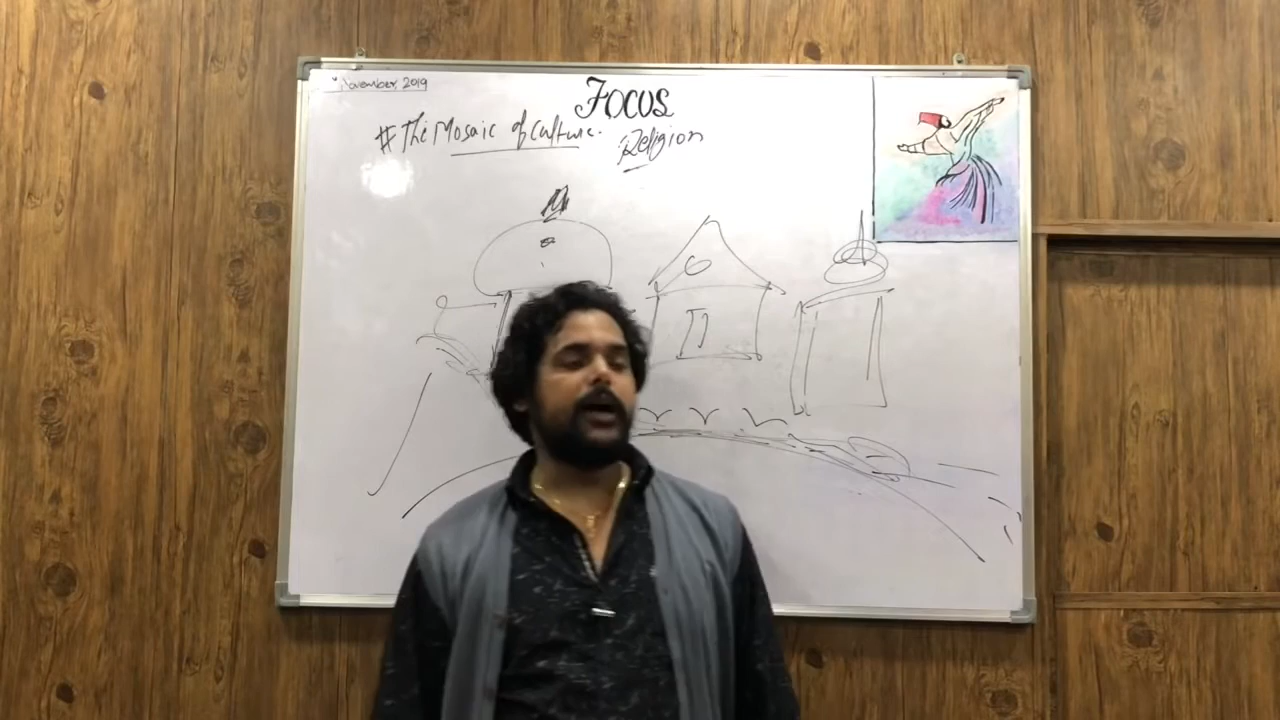 November, 2019
FOCUS
# The Mosaic of Culture.
Religion